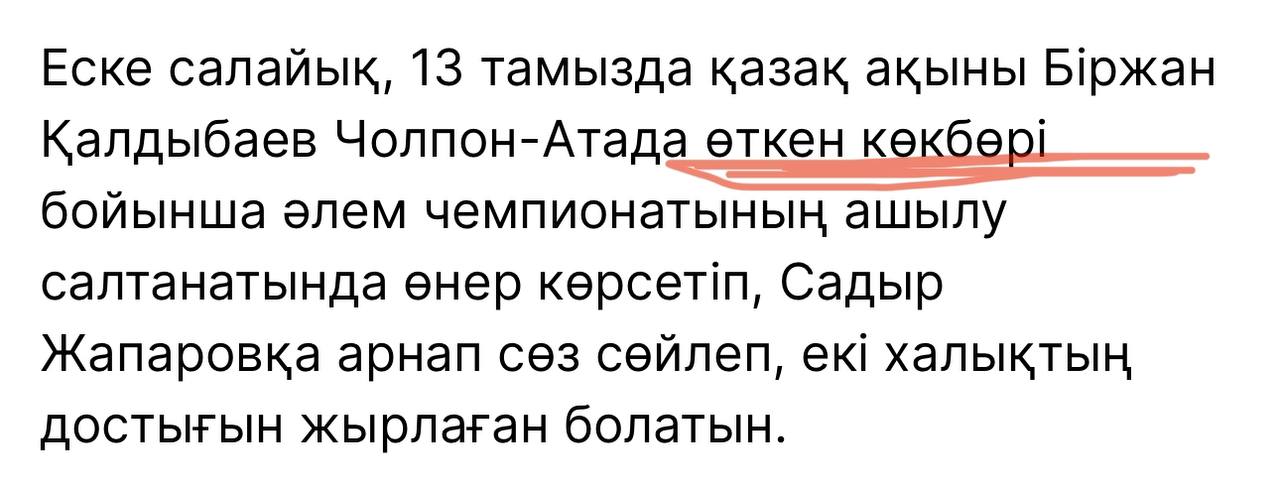 Еске салайық, 13 тамызда қазақ ақыны Біржан
Қалдыбаев Чолпон-Атада өткен көкбөрі
бойынша әлем чемпионатының ашылу
салтанатында өнер көрсетіп, Садыр
Жапаровқа арнап сөз сөйлеп, екі халықтың
достығын жырлаған болатын.